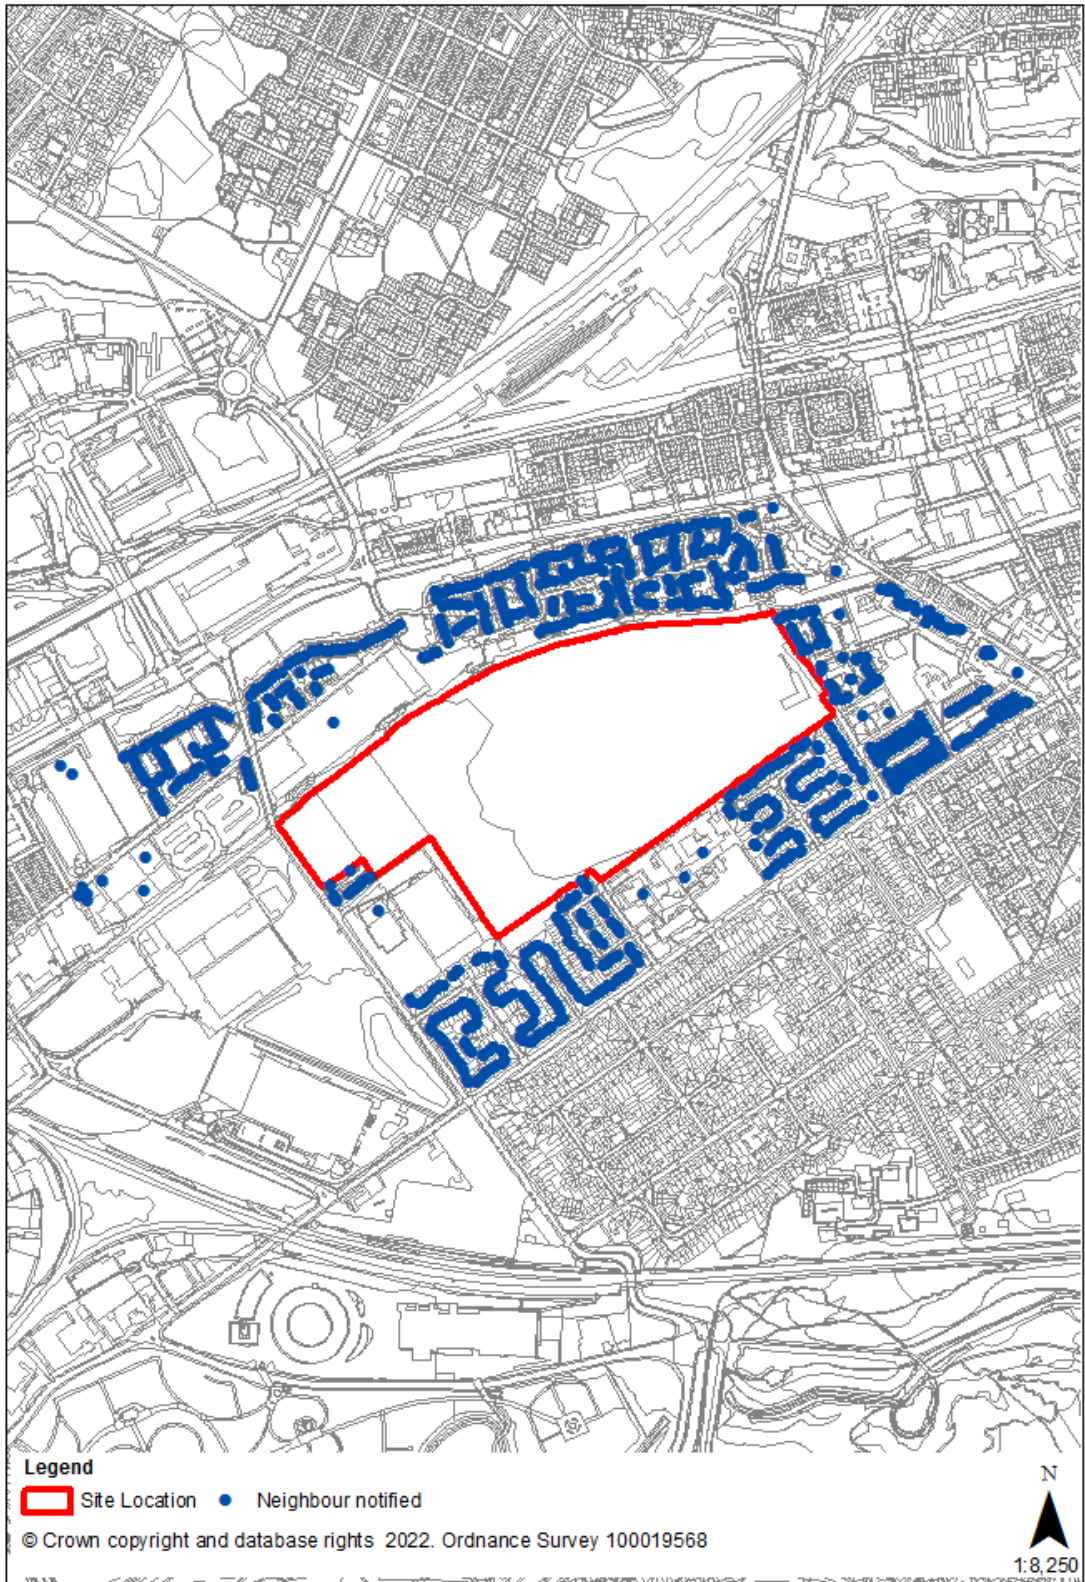 Legend
Site Location Neighbour notified
© Crown copyright and database rights 2022. Ordnance Survey 100019568
N
1:8,250